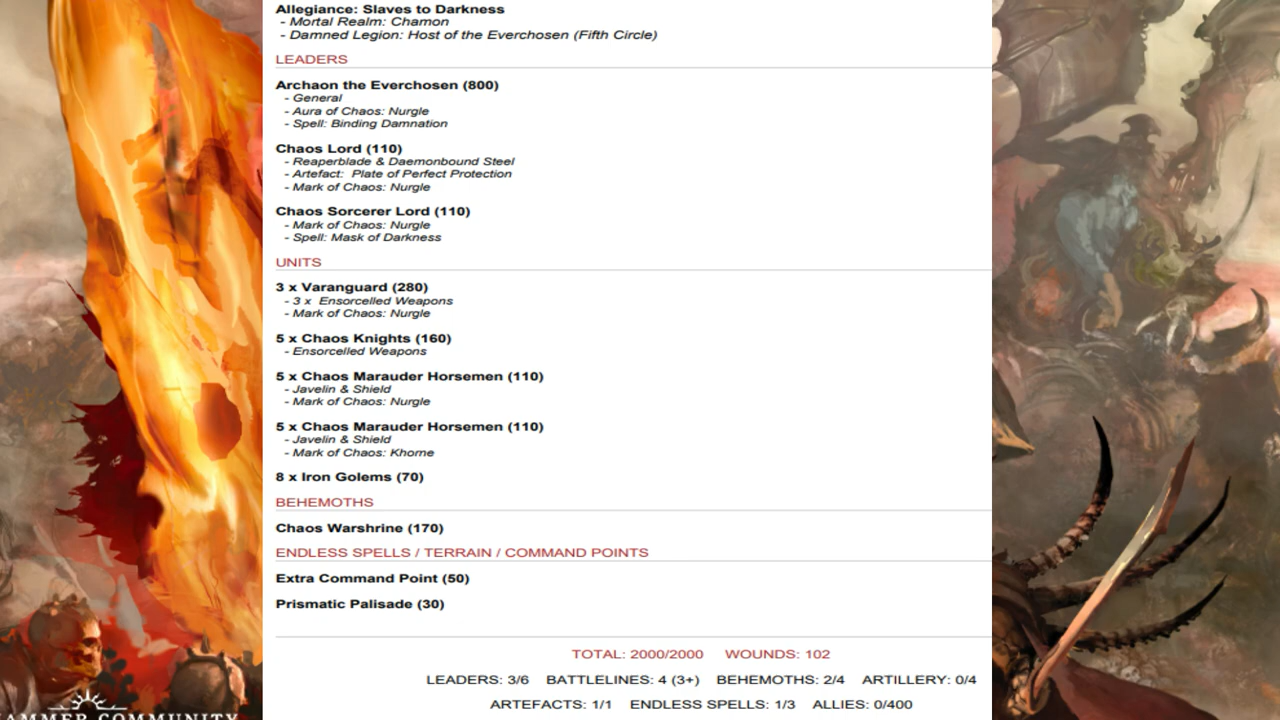 Allegiance: Slaves to Darkness
- Mortal Realm: Chamon
- Damned Legion: Host of the Everchosen (Fifth Circle)
LEADERS
Archaon the Everchosen (800)
- General
- Aura of Chaos: Nurgle
- Spell: Binding Damnation
Chaos Lord (110)
- Reaperblade & Daemonbound Steel
- Artefact: Plate of Perfect Protection
- Mark of Chaos: Nurgle
Chaos Sorcerer Lord (110)
- Mark of Chaos: Nurgle
- Spell: Mask of Darkness
UNITS
3 x Varanguard (280)
- 3 x Ensorcelled Weapons
- Mark of Chaos: Nurgle
5 x Chaos Knights (160)
- Ensorcelled Weapons
5 x Chaos Marauder Horsemen (110)
- Javelin & Shield
- Mark of Chaos: Nurgle
5 x Chaos Marauder Horsemen (110)
- Javelin & Shield
- Mark of Chaos: Khorne
8 x Iron Golems (70)
BEHEMOTHS
Chaos Warshrine (170)
ENDLESS SPELLS / TERRAIN / COMMAND POINTS
Extra Command Point (50)
Prismatic Palisade (30)
TOTAL: 2000/2000 WOUNDS: 102
LEADERS: 3/6 BATTLELINES: 4 (3+) BEHEMOTHS: 2/4 ARTILLERY: 0/4
ARTEFACTS: 1/1 ENDLESS SPELLS: 1/3 ALLIES: 0/400
AMMER COMMUNITY